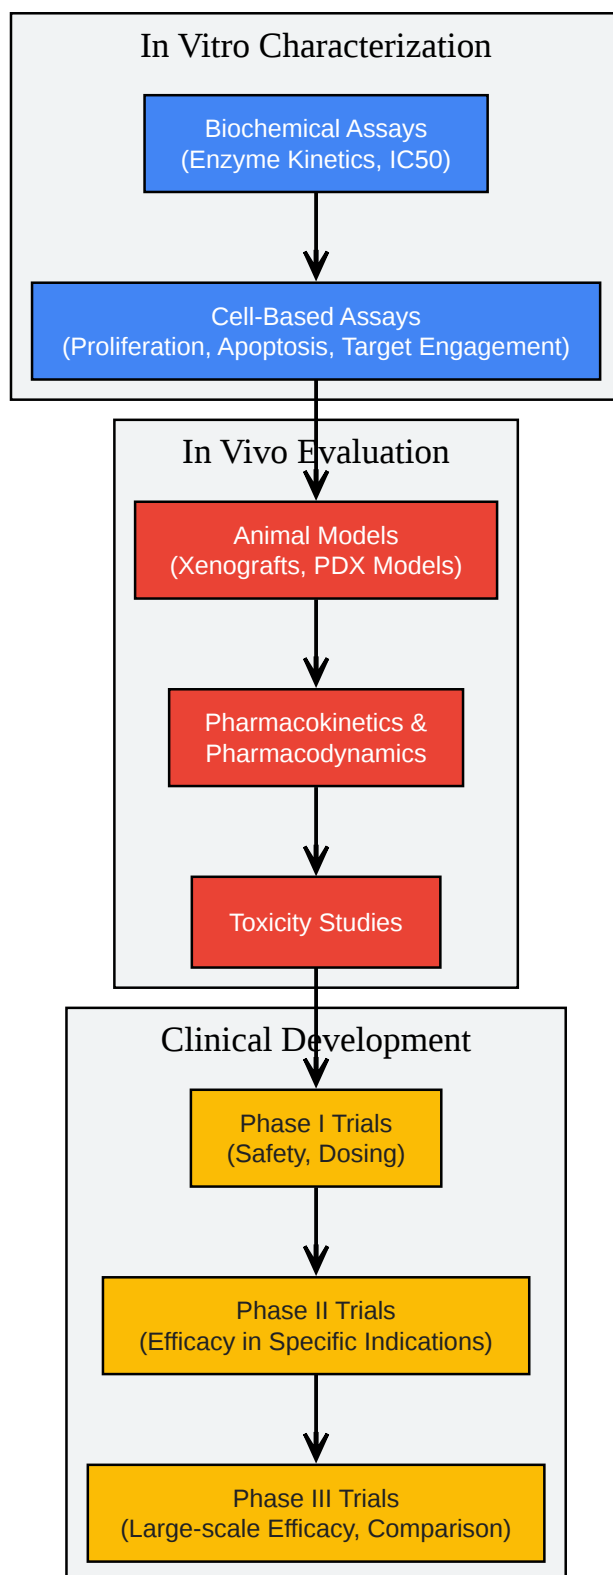 In Vitro Characterization
Biochemical Assays
(Enzyme Kinetics, IC50)
Cell-Based Assays
(Proliferation, Apoptosis, Target Engagement)
In Vivo Evaluation
Animal Models
(Xenografts, PDX Models)
Pharmacokinetics &
Pharmacodynamics
Toxicity Studies
Clinical Development
Phase I Trials
(Safety, Dosing)
Phase II Trials
(Efficacy in Specific Indications)
Phase III Trials
(Large-scale Efficacy, Comparison)